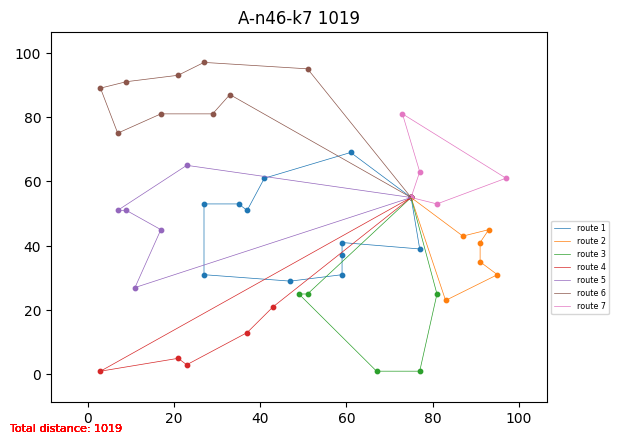 A-n46-k7 1019
100
80
60
40
20
0
0 20 40 60 80 100
route 1
route 2
route 3
route 4
route 5
route 6
route 7
Total distance: 1019